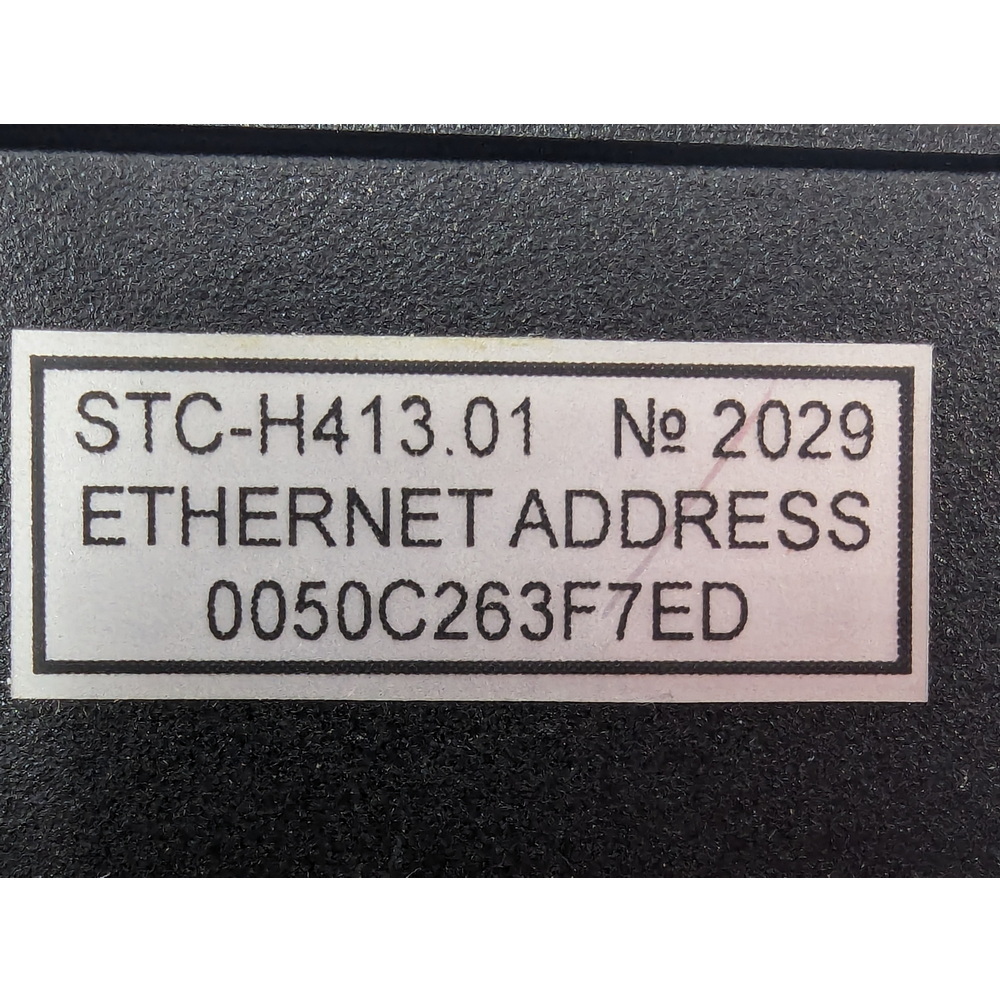 STC-H413.01 № 2029
ETHERNET ADDRESS
0050C263F7ED